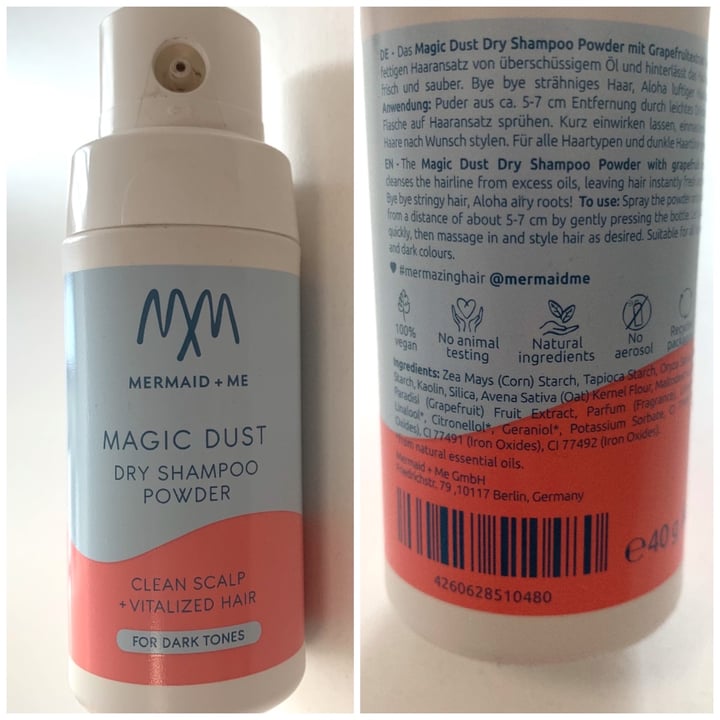 MXM
MERMAID + ME
MAGIC DUST
DRY SHAMPOO
POWDER
CLEAN SCALP
+ VITALIZED HAIR
FOR DARK TONES
DE - Das Magic Dust Dry Shampoo Powder mit
fettigen Haaransatz von überschüssigem Öl und hinterlässt das
frisch und sauber. Bye bye strähniges Haar, Aloha
Anwendung: Puder aus ca. 5-7 cm Entfernung durch leichtes
Flasche auf Haaransatz sprühen. Kurz einwirken lassen,
Haare nach Wunsch stylen. Für alle Haartypen und dunkle
EN - The Magic Dust Dry Shampoo Powder with grapefruit
cleanses the hairline from excess oils, leaving hair instantly
Bye bye stringy hair, Aloha airy roots! To use: Spray the powder
from a distance of about 5-7 cm by gently pressing the bottle.
quickly, then massage in and style hair as desired. Suitable for
and dark colours.
#mermazinghair @mermaidme
100% vegan
No animal testing
Natural ingredients
No aerosol
Ingredients: Zea Mays (Corn) Starch, Tapioca Starch, Oryza
Starch, Kaolin, Silica, Avena Sativa (Oat) Kernel Flour,
Paradisi (Grapefruit) Fruit Extract, Parfum (Fragrance),
Linalool*, Citronellol*, Geraniol*, Potassium Sorbate,
Oxides), CI 77491 (Iron Oxides), CI 77492 (Iron Oxides).
*from natural essential oils.
Mermaid + Me GmbH
Friedrichstr. 79, 10117 Berlin, Germany
e 40 g
4260628510480